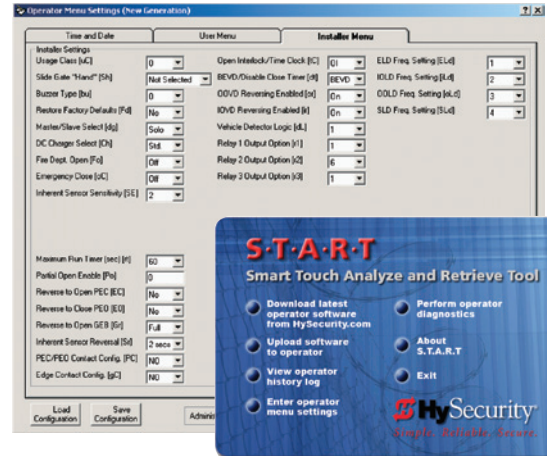 Operator Menu Settings (New Generation)
Time and Date
User Menu
Installer Menu
Installer Settings
Usage Class [uC] 0
Slide Gate "Hand" [Sh] Not Selected
Buzzer Type [bu] 0
Restore Factory Defaults [Fd] No
Master/Slave Select [dg] Solo
DC Charger Select [Ch] Std.
Fire Dept. Open [Fo] Off
Emergency Close [oC] Off
Inherent Sensor Sensitivity [SE] 2
Maximum Run Timer (sec) [rt] 60
Partial Open Enable [Po] 0
Reverse to Open PEC [EC] No
Reverse to Close PEO [EO] No
Reverse to Open GEB [Gr] Full
Inherent Sensor Reversal [Sr] 2 secs
PEC/PEO Contact Config. [PC] NO
Edge Contact Config. [gC] NO
Open Interlock/Time Clock [tC] OI
BEVD/Disable Close Timer [dt] BEVD
OOVD Reversing Enabled [or] On
IOVD Reversing Enabled [ir] On
Vehicle Detector Logic [dL] 1
Relay 1 Output Option [r1] 1
Relay 2 Output Option [r2] 6
Relay 3 Output Option [r3] 1
ELD Freq. Setting [ELd] 1
IOLD Freq. Setting [iLd] 2
OOLD Freq. Setting [oLd] 3
SLD Freq. Setting [SLd] 4
Load Configuration
Save Configuration
Adminis
S·T·A·R·T
Smart Touch Analyze and Retrieve Tool
Download latest
operator software
from HySecurity.com
Upload software
to operator
View operator
history log
Enter operator
menu settings
Perform operator
diagnostics
About
S.T.A.R.T
Exit
HySecurity
Simple. Reliable. Secure.